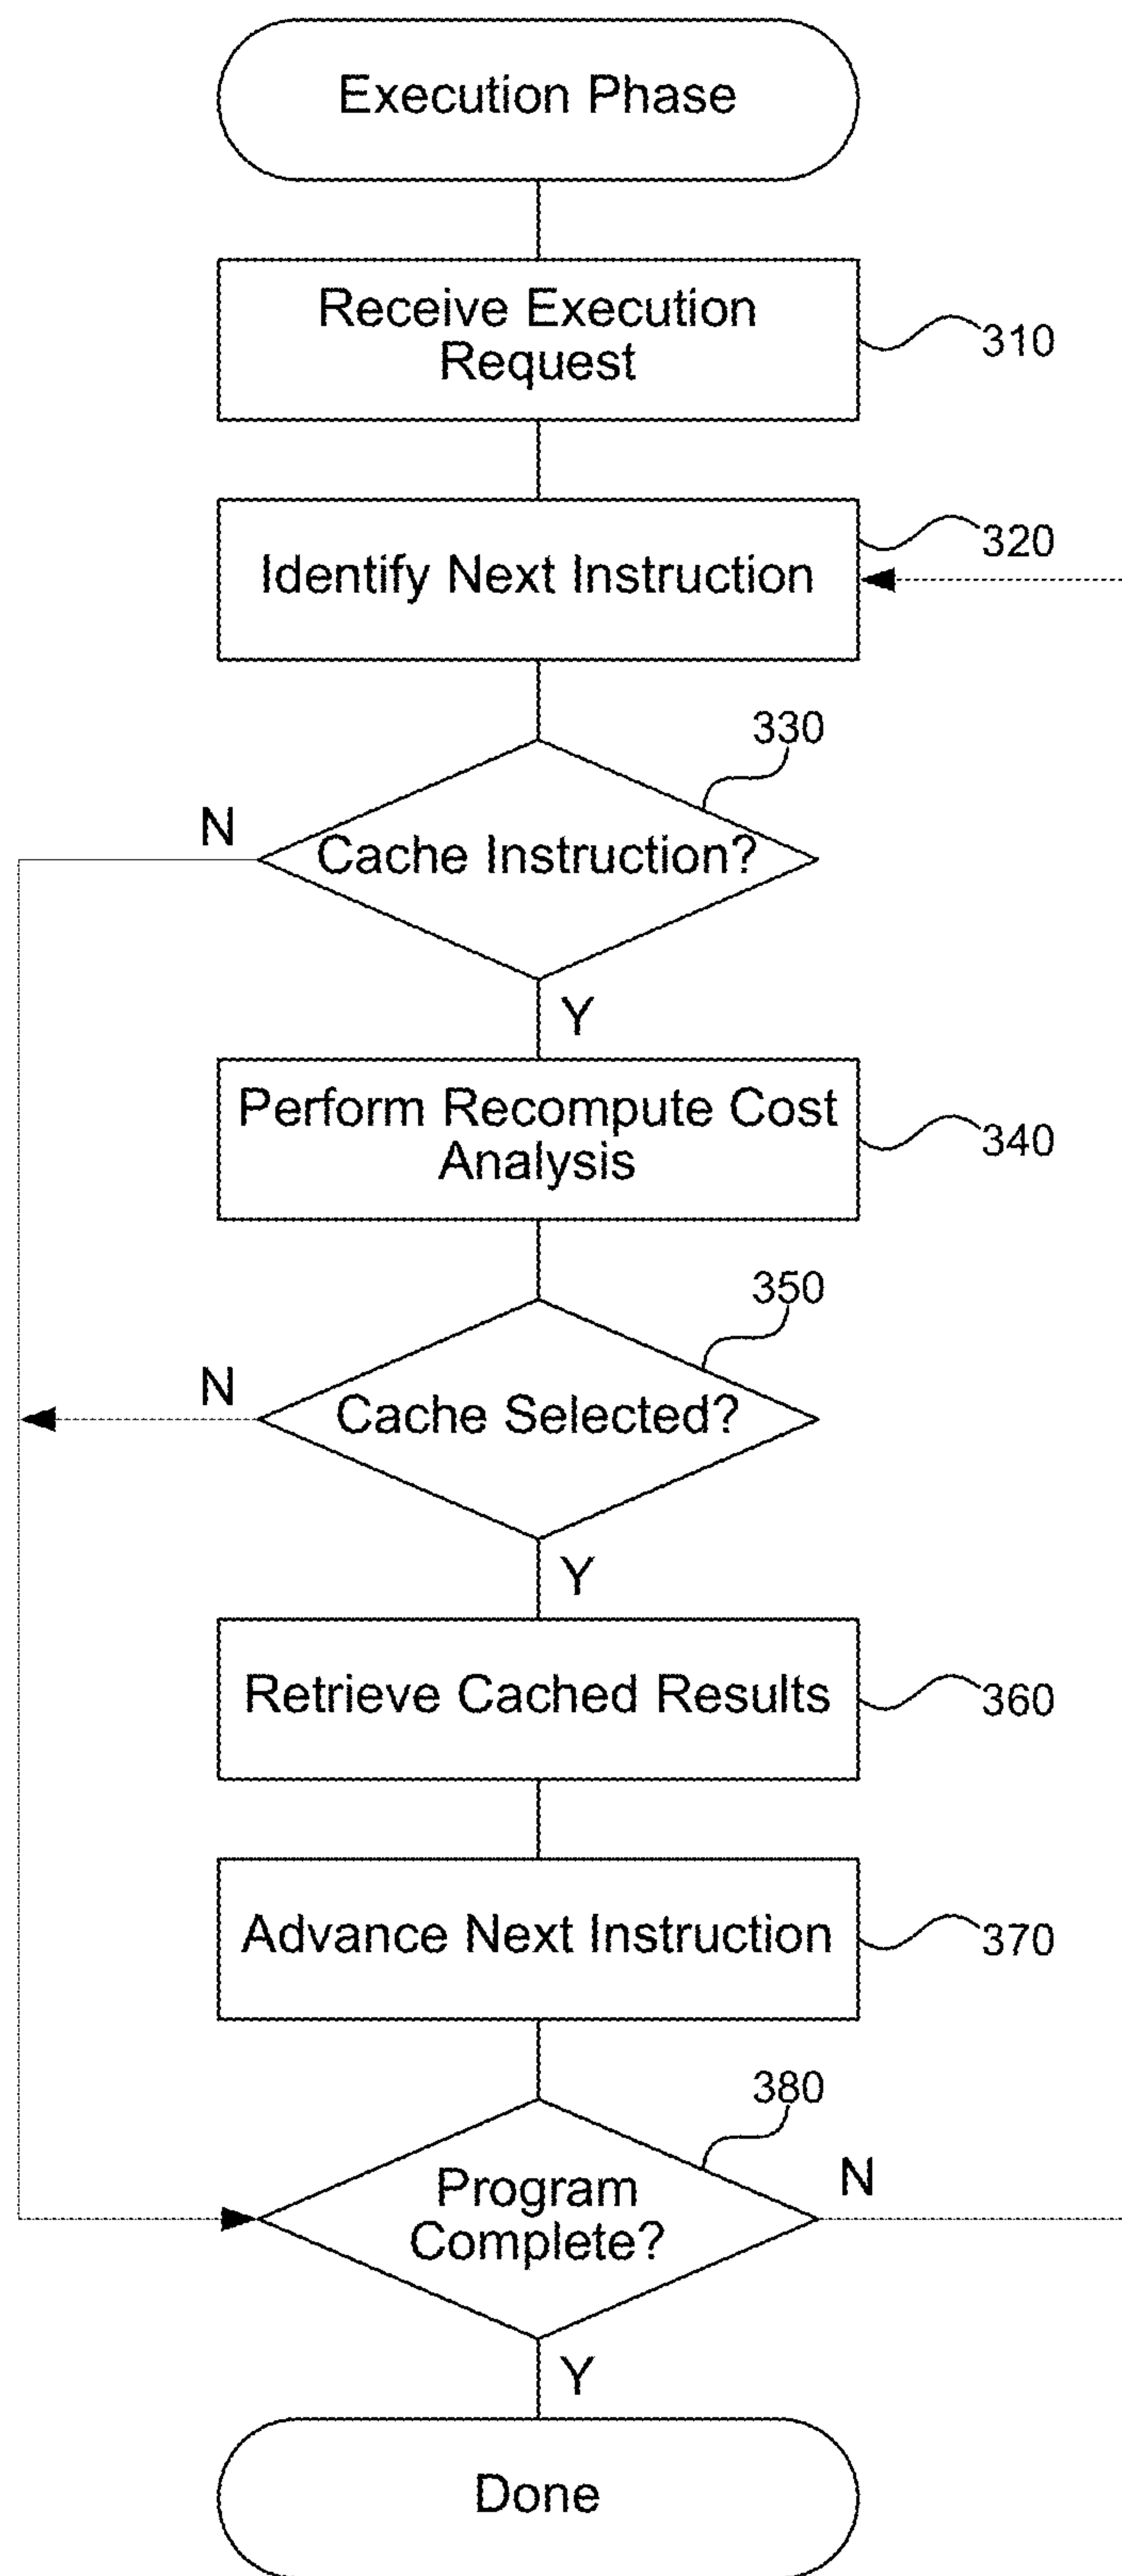 Execution Phase
Receive Execution
Request
310
Identify Next Instruction
320
330
N
Cache Instruction?
Y
Perform Recompute Cost
Analysis
340
350
N
Cache Selected?
Y
Retrieve Cached Results
360
Advance Next Instruction
370
380
Program
Complete?
N
Y
Done